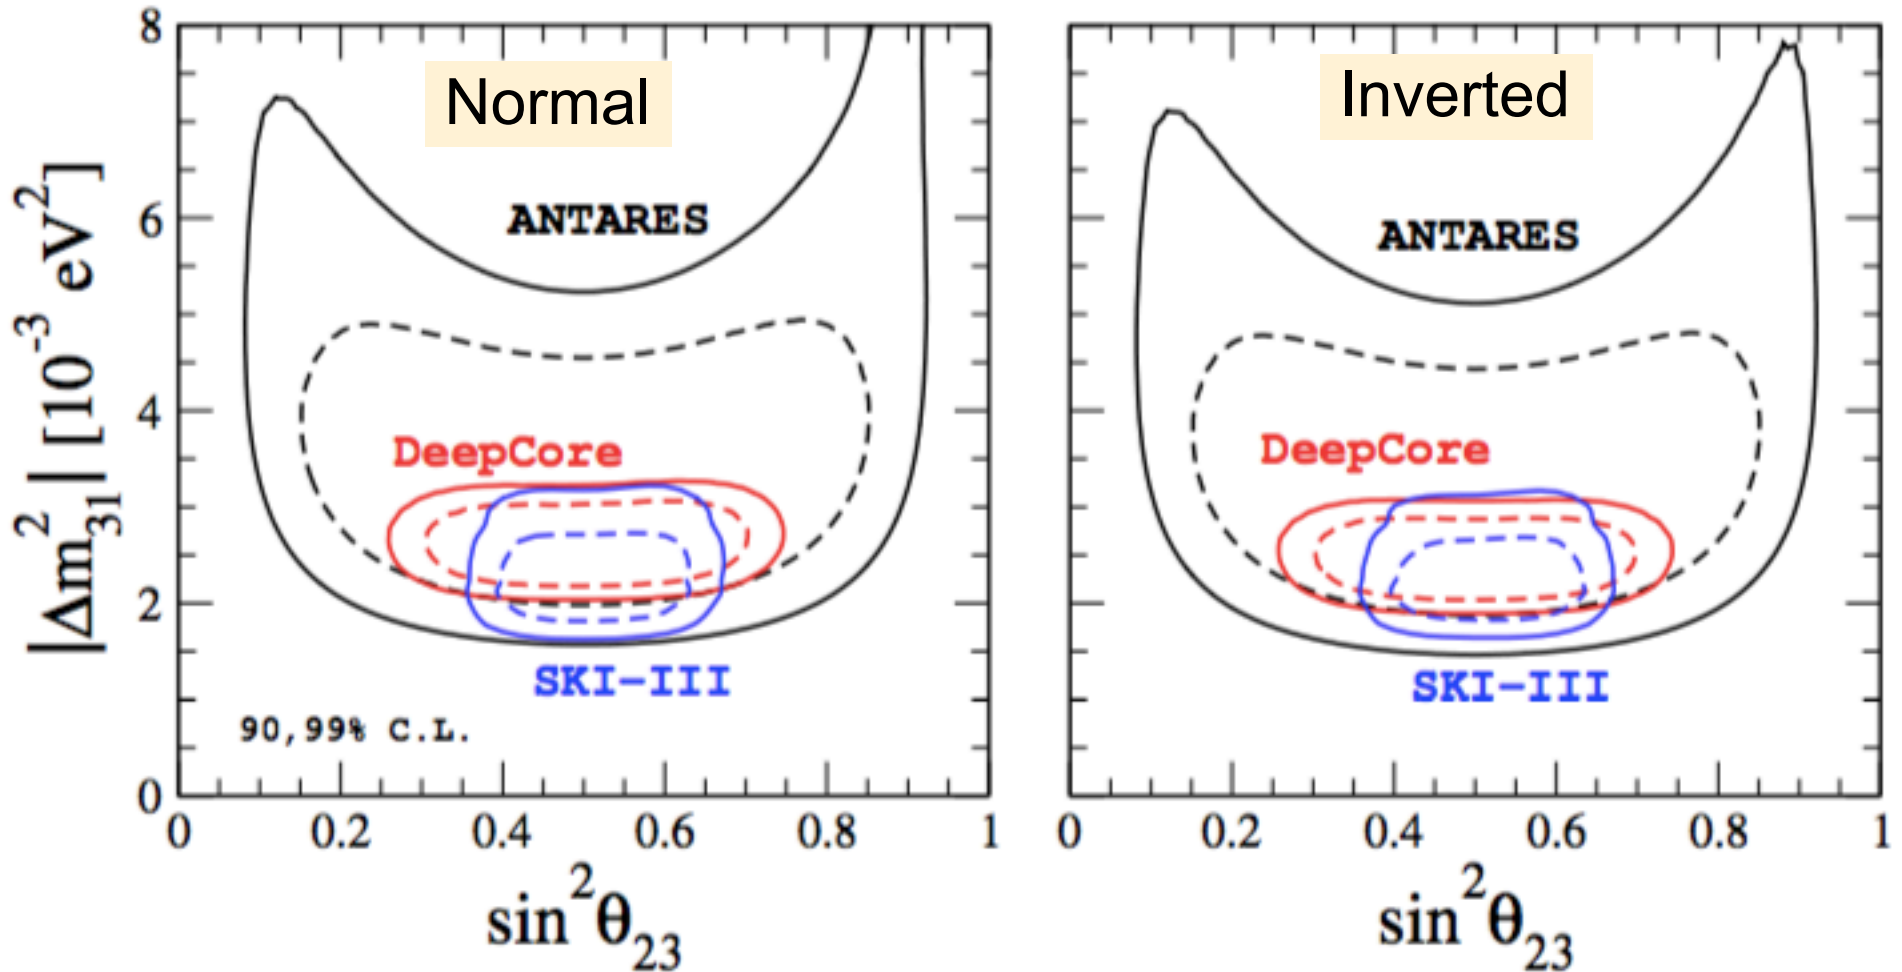 Normal
Inverted
|Δm²₃₁| [10⁻³ eV²]
8
6
4
2
0
ANTARES
DeepCore
SKI-III
90,99% C.L.
ANTARES
DeepCore
SKI-III
0 0.2 0.4 0.6 0.8 1
0 0.2 0.4 0.6 0.8 1
sin²θ₂₃
sin²θ₂₃